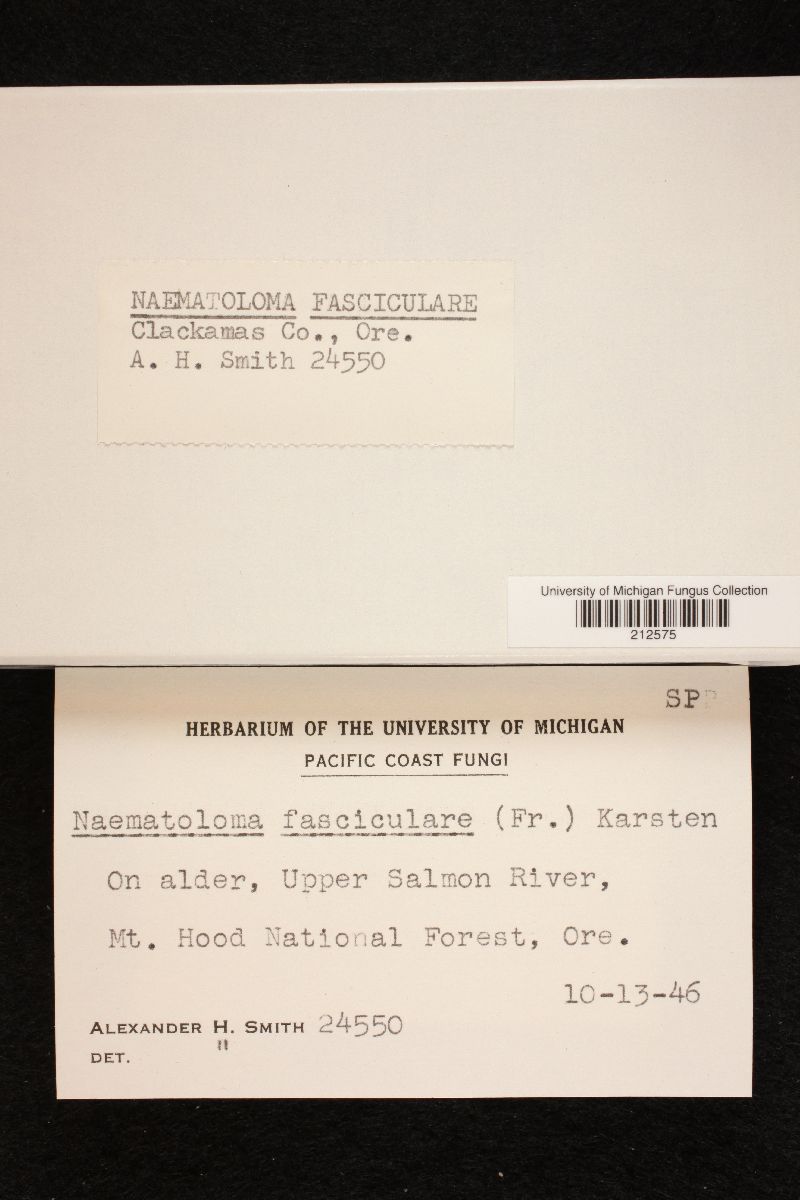 NAEMATOLOMA FASCICULARE
Clackamas Co., Ore.
A. H. Smith 24550
University of Michigan Fungus Collection
212575
SPP
HERBARIUM OF THE UNIVERSITY OF MICHIGAN
PACIFIC COAST FUNGI
Naematoloma fasciculare (Fr.) Karsten
On alder, Upper Salmon River,
Mt. Hood National Forest, Ore.
10-13-46
ALEXANDER H. SMITH 24550
DET. "